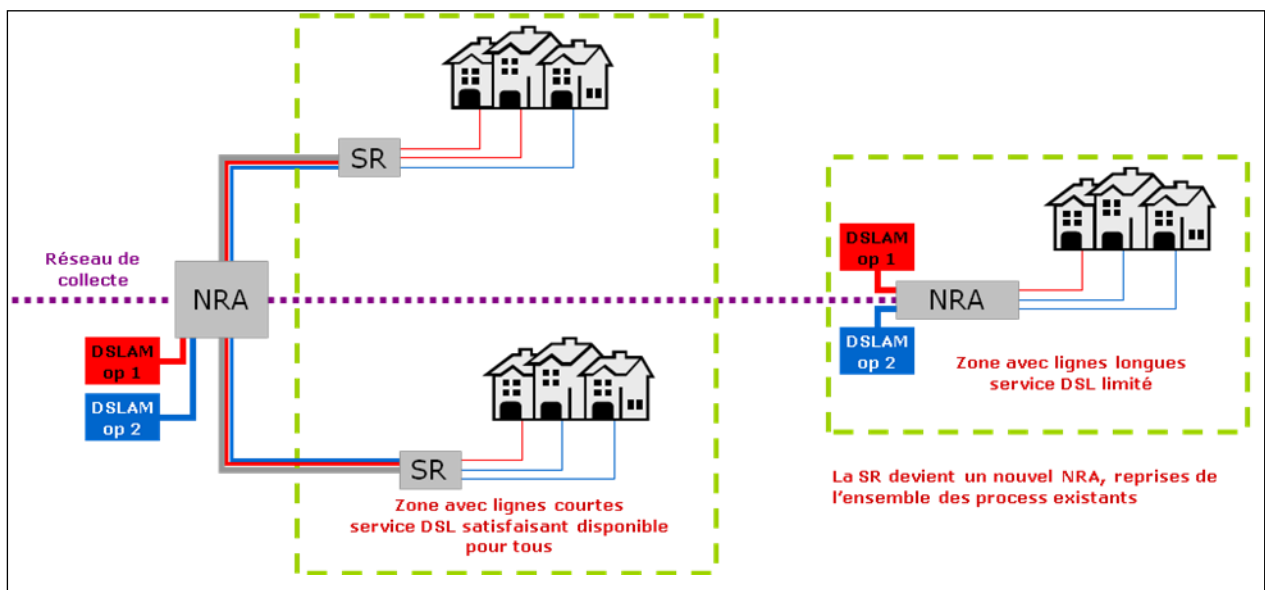 SR
Réseau de
collecte
NRA
DSLAM
op 1
DSLAM
op 2
SR
Zone avec lignes courtes
service DSL satisfaisant disponible
pour tous
DSLAM
op 1
NRA
DSLAM
op 2
Zone avec lignes longues
service DSL limité
La SR devient un nouvel NRA, reprises de
l'ensemble des process existants